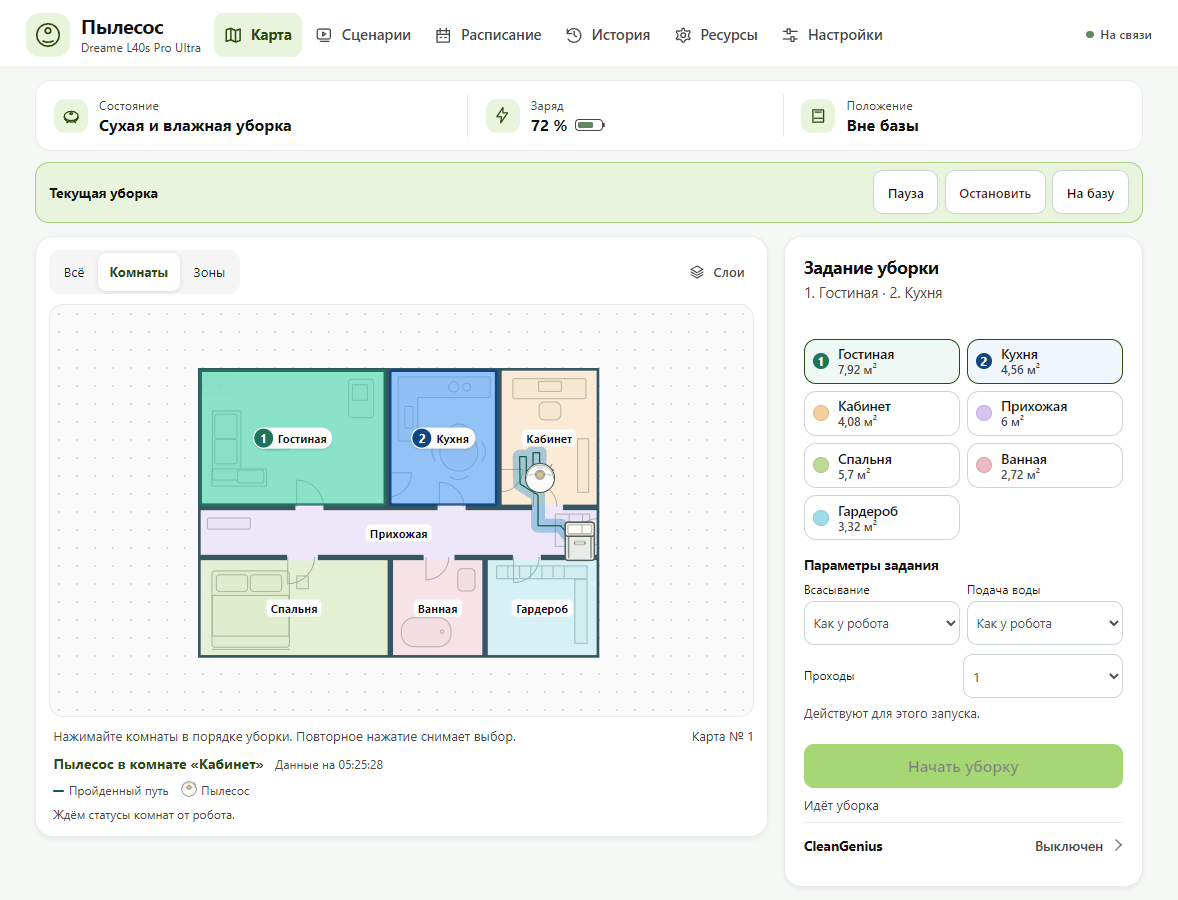 Пылесос
Dreame L40s Pro Ultra
Карта
Сценарии
Расписание
История
Ресурсы
Настройки
На связи
Состояние
Сухая и влажная уборка
Заряд
72 %
Положение
Вне базы
Текущая уборка
Пауза
Остановить
На базу
Всё
Комнаты
Зоны
Слои
1 Гостиная
2 Кухня
Кабинет
Прихожая
Спальня
Ванная
Гардероб
Нажимайте комнаты в порядке уборки. Повторное нажатие снимает выбор.
Карта № 1
Пылесос в комнате «Кабинет»
Данные на 05:25:28
Пройденный путь
Пылесос
Ждём статусы комнат от робота.
Задание уборки
1. Гостиная · 2. Кухня
1 Гостиная
7,92 м²
2 Кухня
4,56 м²
Кабинет
4,08 м²
Прихожая
6 м²
Спальня
5,7 м²
Ванная
2,72 м²
Гардероб
3,32 м²
Параметры задания
Всасывание
Подача воды
Как у робота
Как у робота
Проходы
1
Действуют для этого запуска.
Начать уборку
Идёт уборка
CleanGenius
Выключен